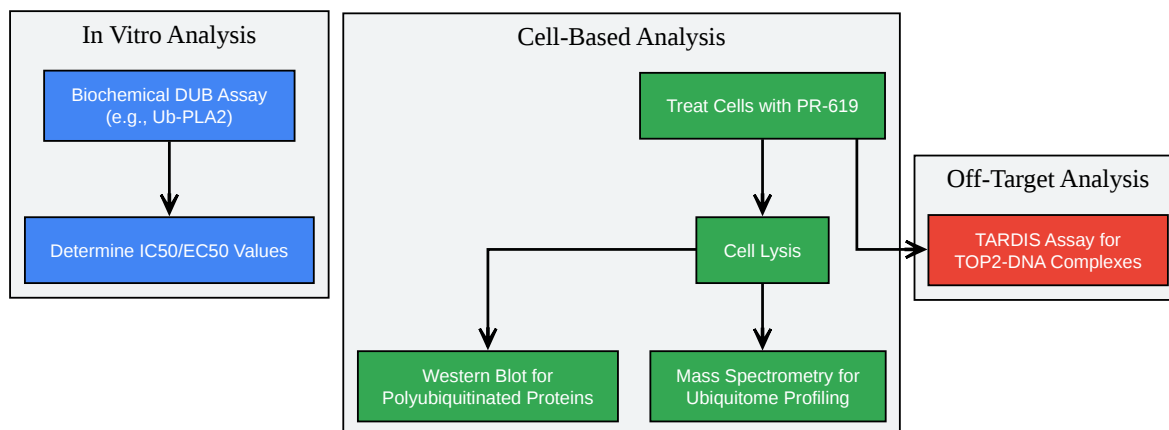 In Vitro Analysis
Biochemical DUB Assay
(e.g., Ub-PLA2)
Determine IC50/EC50 Values
Cell-Based Analysis
Treat Cells with PR-619
Cell Lysis
Western Blot for
Polyubiquitinated Proteins
Mass Spectrometry for
Ubiquitome Profiling
Off-Target Analysis
TARDIS Assay for
TOP2-DNA Complexes